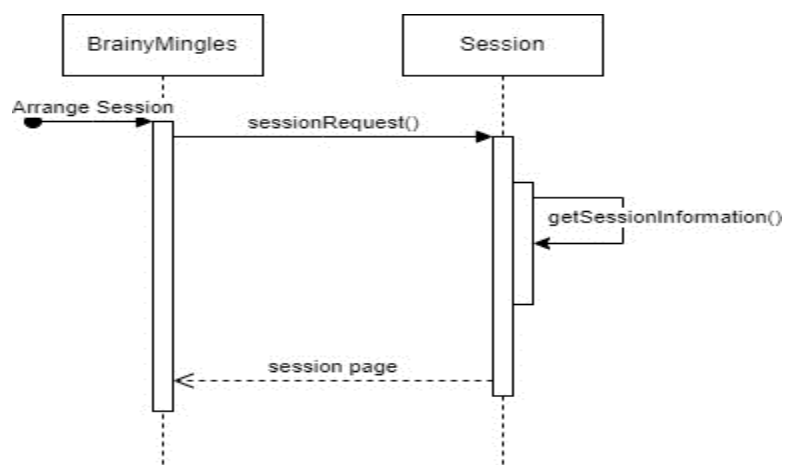 BrainyMingles
Session
Arrange Session
sessionRequest()
getSessionInformation()
session page